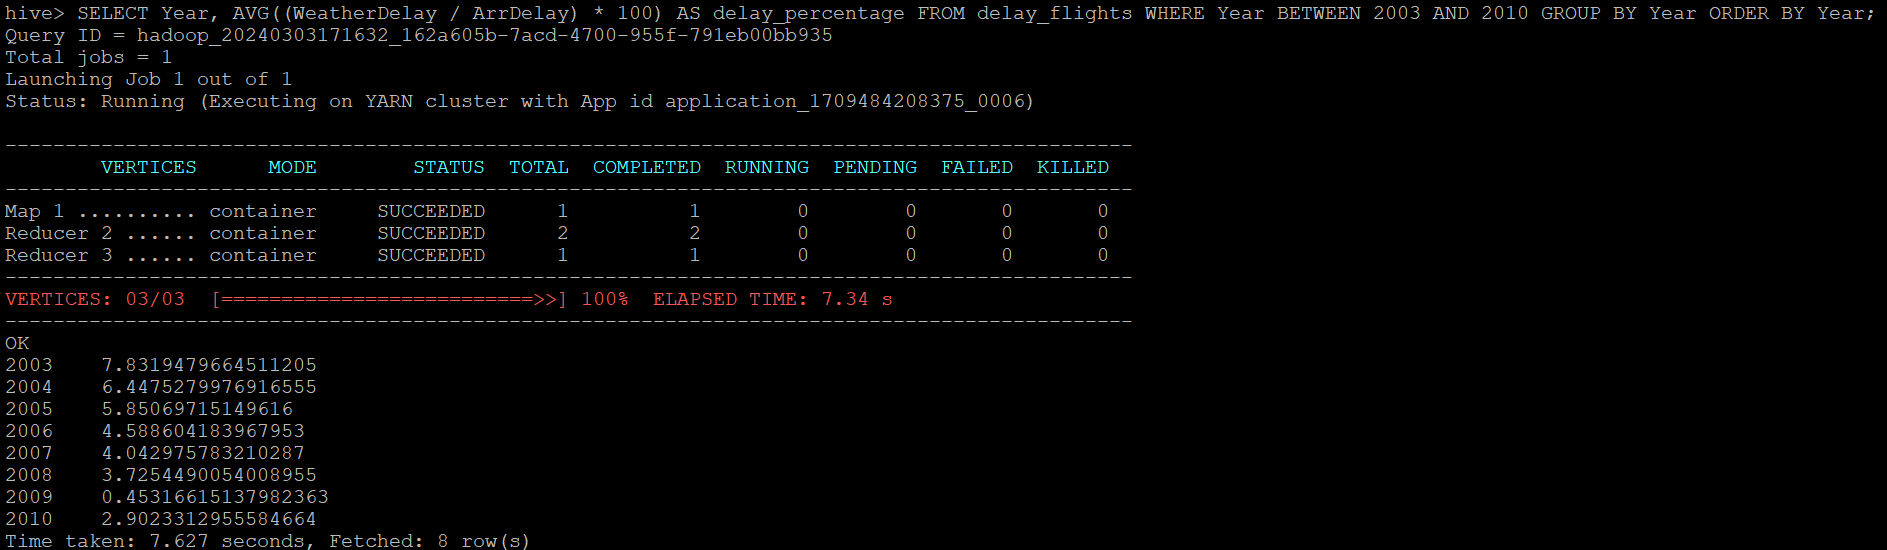 hive> SELECT Year, AVG((WeatherDelay / ArrDelay) * 100) AS delay_percentage FROM delay_flights WHERE Year BETWEEN 2003 AND 2010 GROUP BY Year ORDER BY Year;
Query ID = hadoop_20240303171632_162a605b-7acd-4700-955f-791eb00bb935
Total jobs = 1
Launching Job 1 out of 1
Status: Running (Executing on YARN cluster with App id application_1709484208375_0006)
----------------------------------------------------------------------------------------------
        VERTICES      MODE        STATUS  TOTAL  COMPLETED  RUNNING  PENDING  FAILED  KILLED
----------------------------------------------------------------------------------------------
Map 1 .......... container     SUCCEEDED      1          1        0        0       0       0
Reducer 2 ...... container     SUCCEEDED      2          2        0        0       0       0
Reducer 3 ...... container     SUCCEEDED      1          1        0        0       0       0
----------------------------------------------------------------------------------------------
VERTICES: 03/03  [==========================>>] 100%  ELAPSED TIME: 7.34 s
----------------------------------------------------------------------------------------------
OK
2003    7.8319479664511205
2004    6.4475279976916555
2005    5.85069715149616
2006    4.588604183967953
2007    4.042975783210287
2008    3.7254490054008955
2009    0.45316615137982363
2010    2.9023312955584664
Time taken: 7.627 seconds, Fetched: 8 row(s)